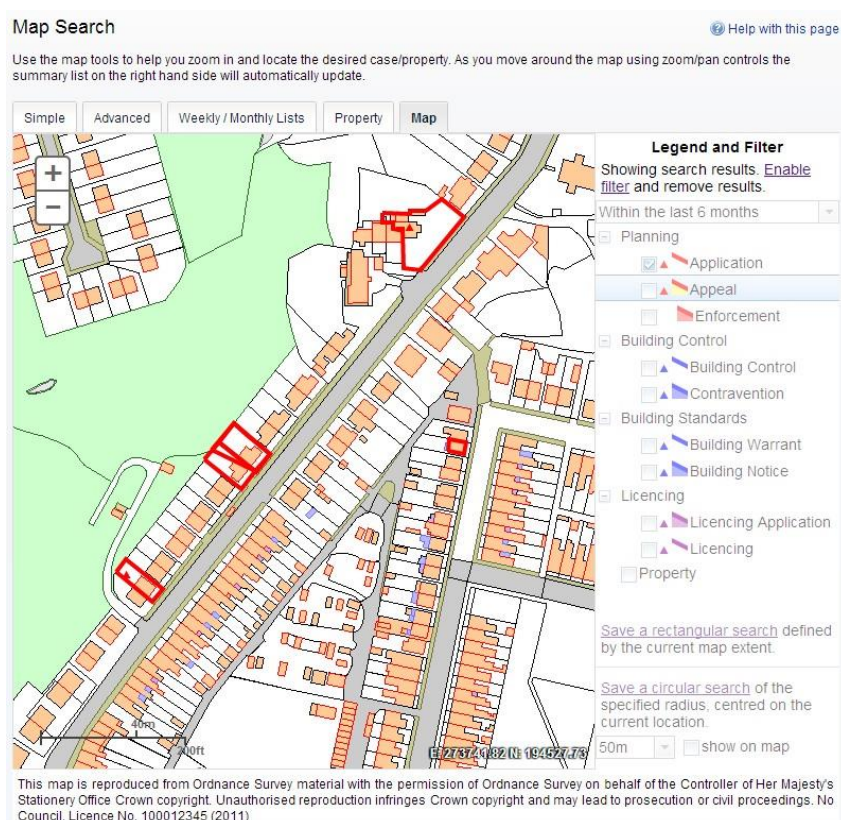 Map Search
Help with this page
Use the map tools to help you zoom in and locate the desired case/property. As you move around the map using zoom/pan controls the
summary list on the right hand side will automatically update.
Simple
Advanced
Weekly / Monthly Lists
Property
Map
+
−
Legend and Filter
Showing search results. Enable
filter and remove results.
Within the last 6 months
Planning
Application
Appeal
Enforcement
Building Control
Building Control
Contravention
Building Standards
Building Warrant
Building Notice
Licencing
Licencing Application
Licencing
Property
Save a rectangular search defined
by the current map extent.
Save a circular search of the
specified radius, centred on the
current location.
50m
show on map
40m
200ft
E: 273741.82 N: 194527.73
This map is reproduced from Ordnance Survey material with the permission of Ordnance Survey on behalf of the Controller of Her Majesty's
Stationery Office Crown copyright. Unauthorised reproduction infringes Crown copyright and may lead to prosecution or civil proceedings. No
Council. Licence No. 100012345 (2011)